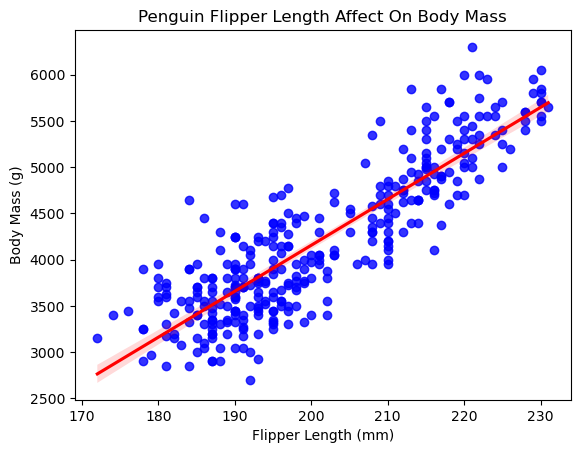 Penguin Flipper Length Affect On Body Mass
Body Mass (g)
6000
5500
5000
4500
4000
3500
3000
2500
170 180 190 200 210 220 230
Flipper Length (mm)